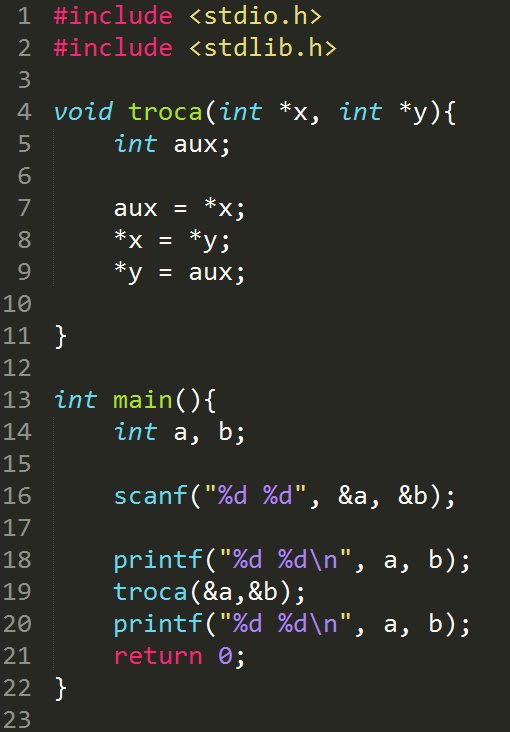 1 #include <stdio.h>
2 #include <stdlib.h>
3
4 void troca(int *x, int *y){
5     int aux;
6
7     aux = *x;
8     *x = *y;
9     *y = aux;
10
11 }
12
13 int main(){
14     int a, b;
15
16     scanf("%d %d", &a, &b);
17
18     printf("%d %d\n", a, b);
19     troca(&a,&b);
20     printf("%d %d\n", a, b);
21     return 0;
22 }
23